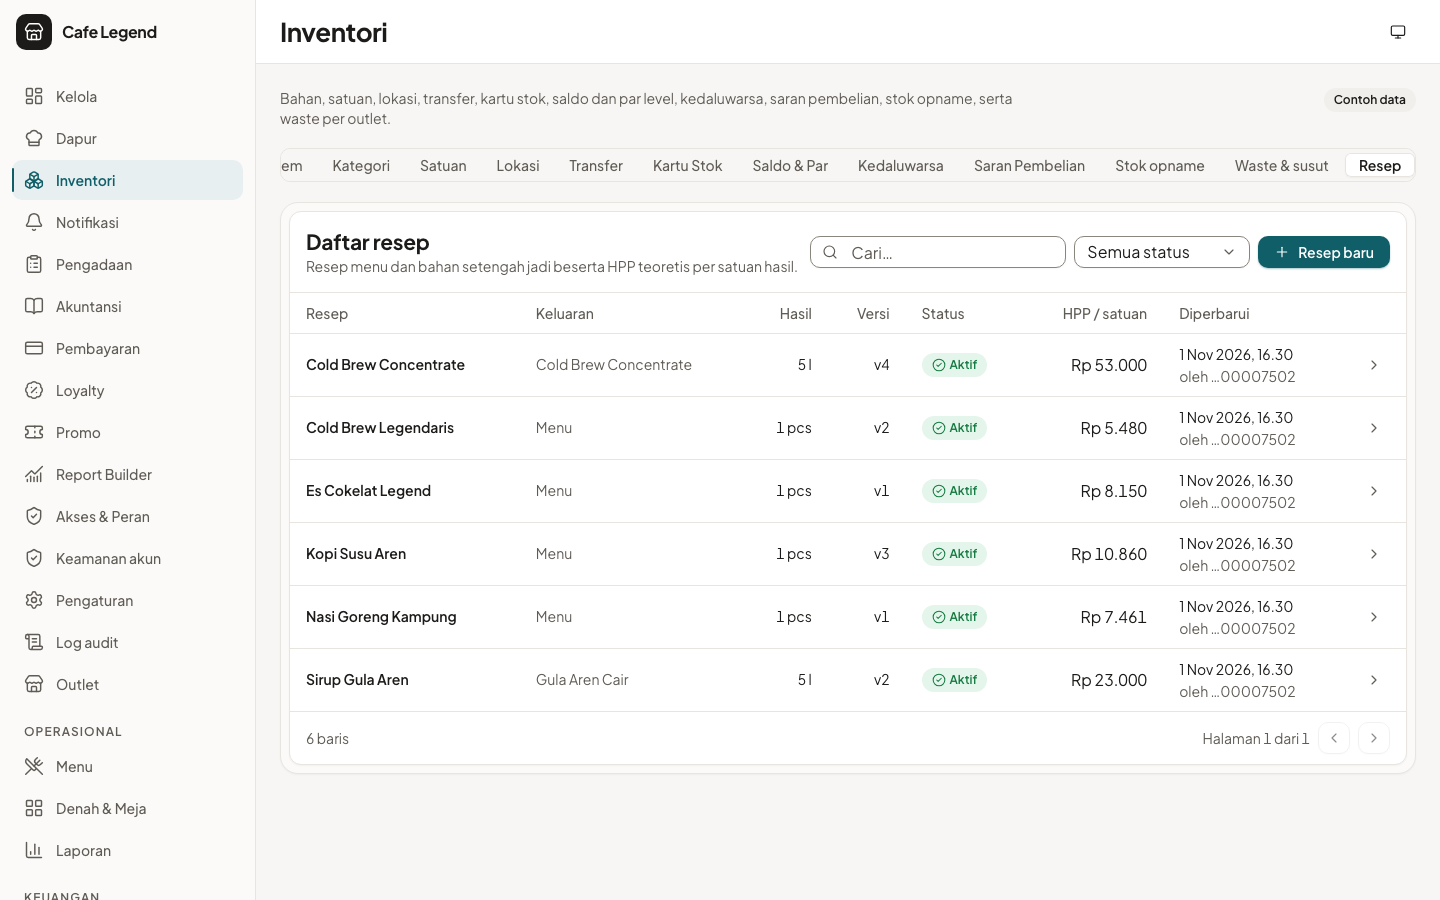 Cafe Legend
Kelola
Dapur
Inventori
Notifikasi
Pengadaan
Akuntansi
Pembayaran
Loyalty
Promo
Report Builder
Akses & Peran
Keamanan akun
Pengaturan
Log audit
Outlet
OPERASIONAL
Menu
Denah & Meja
Laporan
KEUANGAN
Inventori
Bahan, satuan, lokasi, transfer, kartu stok, saldo dan par level, kedaluwarsa, saran pembelian, stok opname, serta
waste per outlet.
Contoh data
em Kategori Satuan Lokasi Transfer Kartu Stok Saldo & Par Kedaluwarsa Saran Pembelian Stok opname Waste & susut Resep
Daftar resep
Resep menu dan bahan setengah jadi beserta HPP teoretis per satuan hasil.
Cari...
Semua status
Resep baru
Resep Keluaran Hasil Versi Status HPP / satuan Diperbarui
Cold Brew Concentrate Cold Brew Concentrate 5 l v4 Aktif Rp 53.000 1 Nov 2026, 16.30
oleh …00007502
Cold Brew Legendaris Menu 1 pcs v2 Aktif Rp 5.480 1 Nov 2026, 16.30
oleh …00007502
Es Cokelat Legend Menu 1 pcs v1 Aktif Rp 8.150 1 Nov 2026, 16.30
oleh …00007502
Kopi Susu Aren Menu 1 pcs v3 Aktif Rp 10.860 1 Nov 2026, 16.30
oleh …00007502
Nasi Goreng Kampung Menu 1 pcs v1 Aktif Rp 7.461 1 Nov 2026, 16.30
oleh …00007502
Sirup Gula Aren Gula Aren Cair 5 l v2 Aktif Rp 23.000 1 Nov 2026, 16.30
oleh …00007502
6 baris
Halaman 1 dari 1